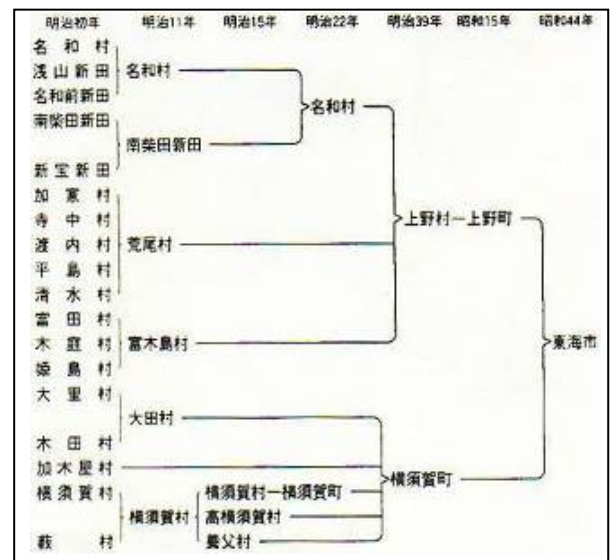 明治初年 明治11年 明治15年 明治22年 明治39年 昭和15年 昭和44年
名和村
浅山新田 名和村
名和前新田
名和村
南柴田新田
南柴田新田
新宝新田
加家村
寺中村
上野村 上野町
渡内村 荒尾村
平島村
清水村
富田村
木庭村 富木島村
東海市
姫島村
大里村
大田村
木田村
加木屋村
横須賀町
横須賀村 横須賀村 横須賀町
横須賀村 高横須賀村
藪村 養父村